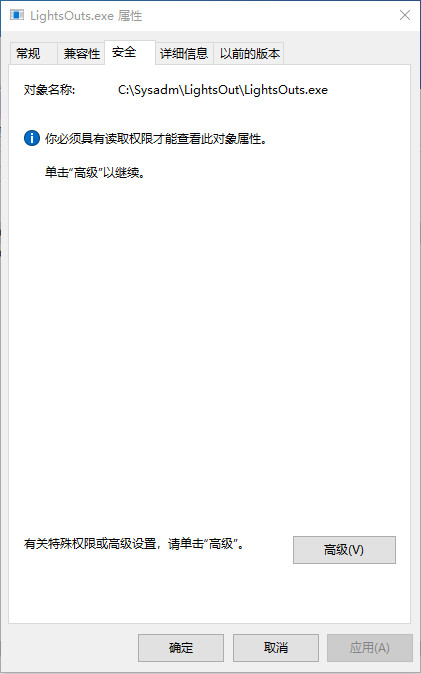 LightsOuts.exe 属性
常规 兼容性 安全 详细信息 以前的版本
对象名称: C:\Sysadm\LightsOut\LightsOuts.exe
你必须具有读取权限才能查看此对象属性。
单击“高级”以继续。
有关特殊权限或高级设置，请单击“高级”。
高级(V)
确定 取消 应用(A)